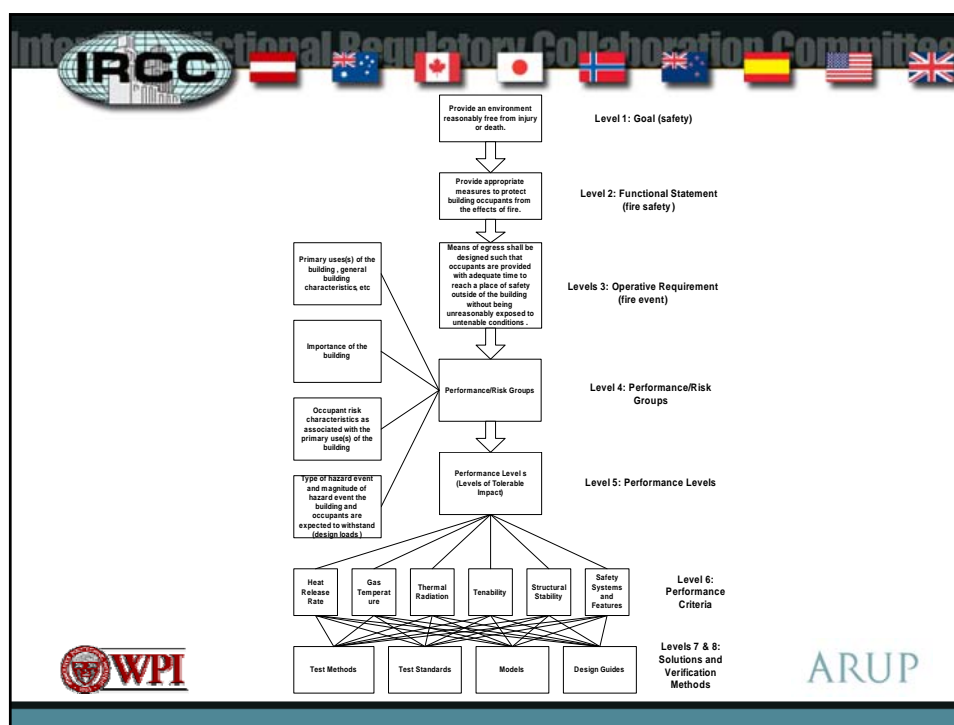 Inter Jurisdictional Regulatory Collaboration Committee
IRCC
Provide an environment
reasonably free from injury
or death.
Level 1: Goal (safety)
Provide appropriate
measures to protect
building occupants from
the effects of fire.
Level 2: Functional Statement
(fire safety)
Primary uses(s) of the
building , general
building
characteristics, etc
Means of egress shall be
designed such that
occupants are provided
with adequate time to
reach a place of safety
outside of the building
without being
unreasonably exposed to
untenable conditions .
Levels 3: Operative Requirement
(fire event)
Importance of the
building
Performance/Risk Groups
Level 4: Performance/Risk
Groups
Occupant risk
characteristics as
associated with the
primary use(s) of the
building
Performance Level s
(Levels of Tolerable
Impact)
Level 5: Performance Levels
Type of hazard event
and magnitude of
hazard event the
building and
occupants are
expected to withstand
(design loads )
Heat
Release
Rate
Gas
Temperat
ure
Thermal
Radiation
Tenability
Structural
Stability
Safety
Systems
and
Features
Level 6:
Performance
Criteria
Test Methods
Test Standards
Models
Design Guides
Levels 7 & 8:
Solutions and
Verification
Methods
WPI
ARUP